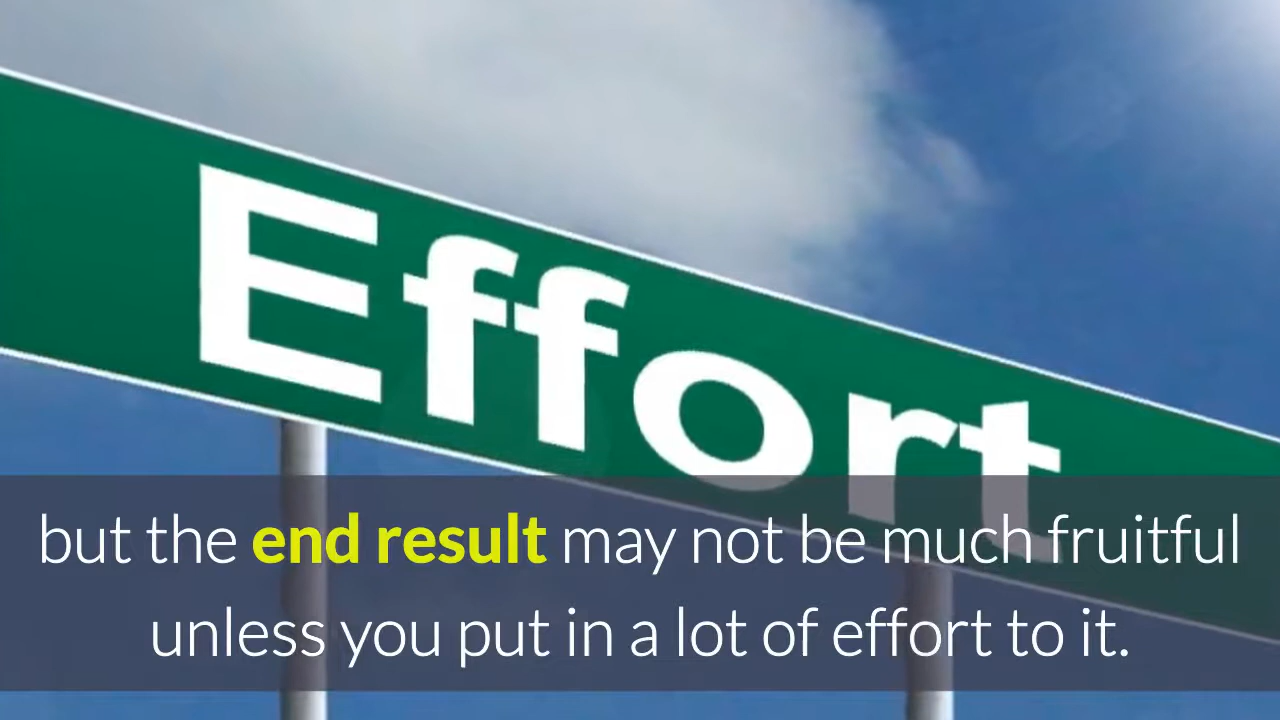 Effort
but the end result may not be much fruitful
unless you put in a lot of effort to it.